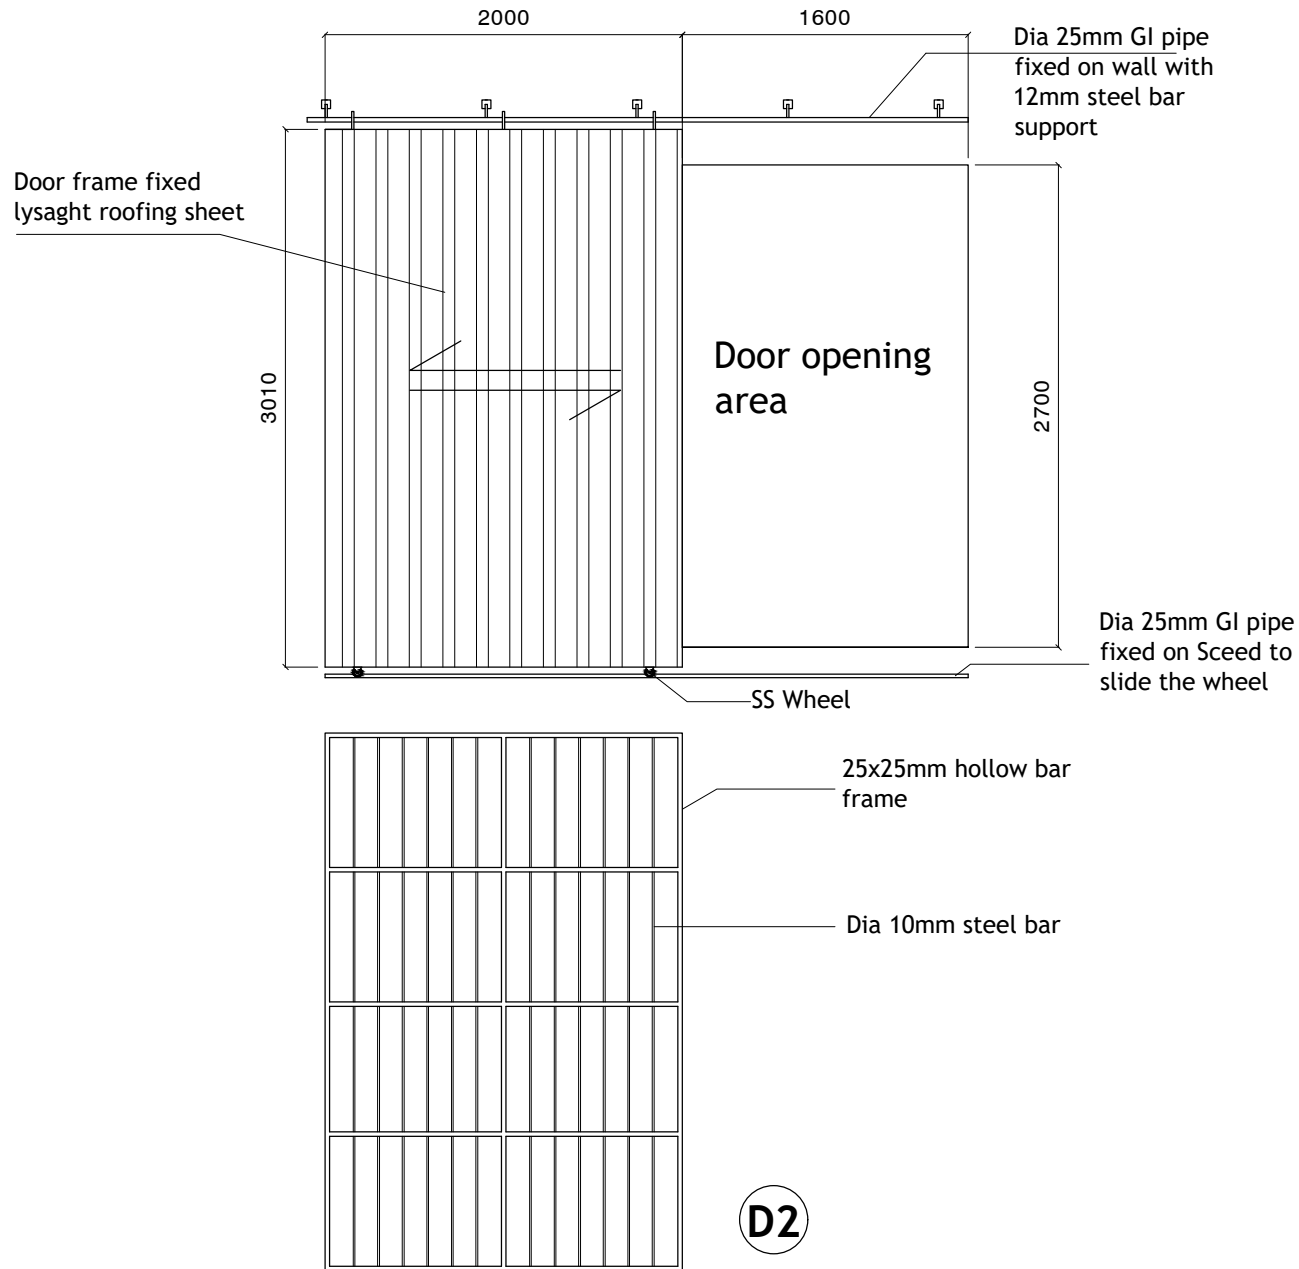 2000
1600
Dia 25mm GI pipe
fixed on wall with
12mm steel bar
support
Door frame fixed
lysaght roofing sheet
3010
Door opening
area
2700
Dia 25mm GI pipe
fixed on Sceed to
slide the wheel
SS Wheel
25x25mm hollow bar
frame
Dia 10mm steel bar
D2